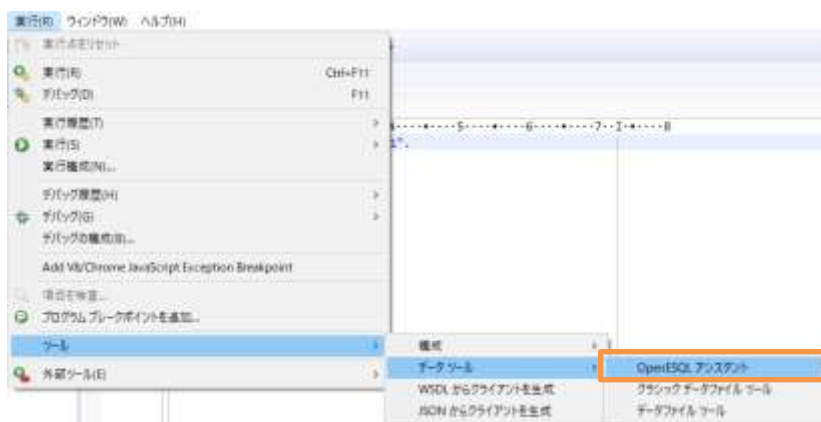 実行(R) ウィンドウ(W) ヘルプ(H)
実行点をリセット
実行(R) Ctrl+F11
デバッグ(D) F11
実行履歴(T)
実行(S)
実行構成(N)...
デバッグ履歴(H)
デバッグ(G)
デバッグの構成(B)...
Add V8/Chrome JavaScript Exception Breakpoint
項目を検査...
プログラム ブレークポイントを追加...
ツール
外部ツール(E)
構成
データ ツール
WSDL からクライアントを生成
JSON からクライアントを生成
OpenESQL アシスタント
クラシック データファイル ツール
データファイル ツール